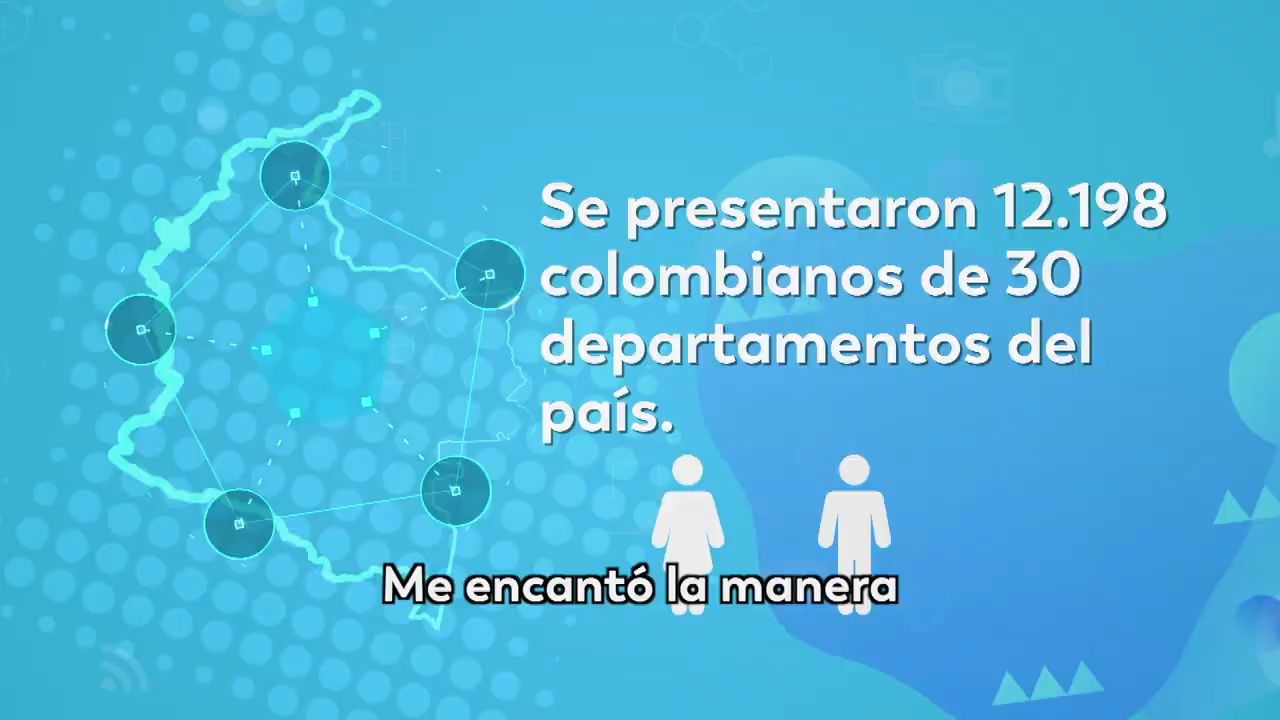 Se presentaron 12.198
colombianos de 30
departamentos del
país.
Me encantó la manera